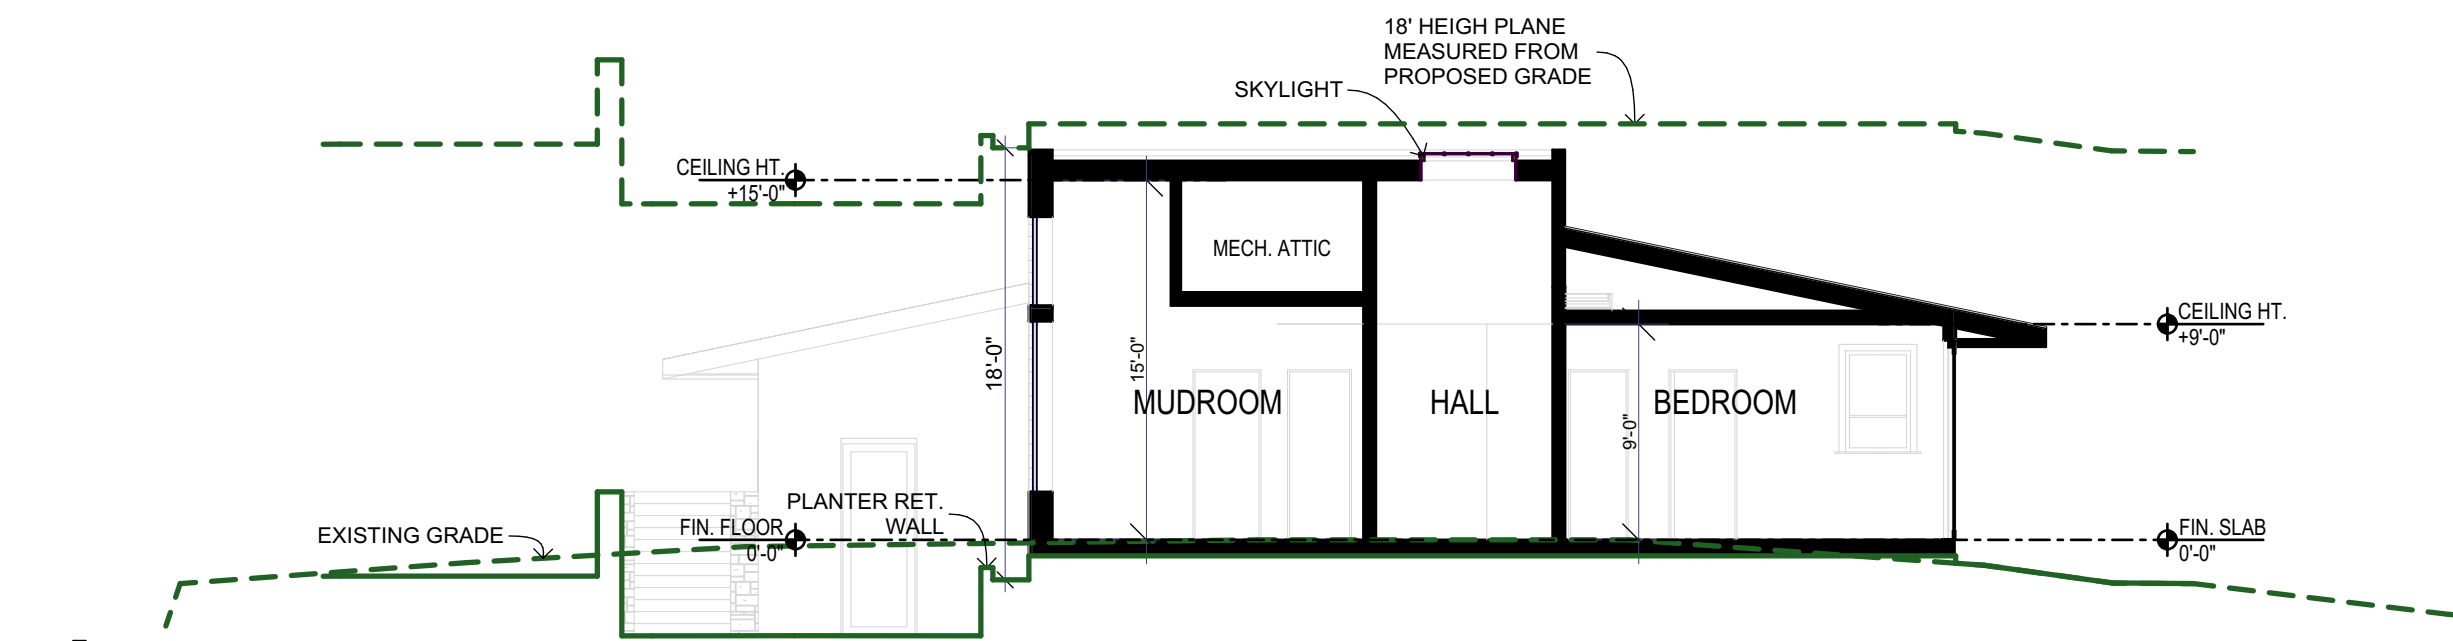 18' HEIGH PLANE
MEASURED FROM
PROPOSED GRADE
SKYLIGHT
CEILING HT.
+15'-0"
MECH. ATTIC
CEILING HT.
+9'-0"
18'-0"
15'-0"
MUDROOM
HALL
9'-0"
BEDROOM
PLANTER RET.
WALL
EXISTING GRADE
FIN. FLOOR
0'-0"
FIN. SLAB
0'-0"